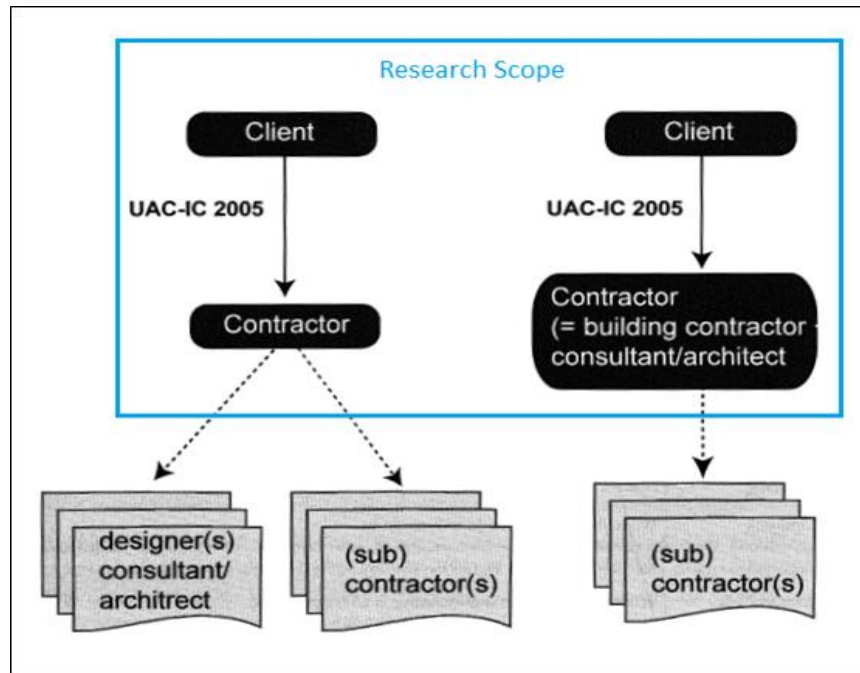 Research Scope
Client
Client
UAC-IC 2005
UAC-IC 2005
Contractor
Contractor
(= building contractor
consultant/architect
designer(s)
consultant/
architrect
(sub)
contractor(s)
(sub)
contractor(s)